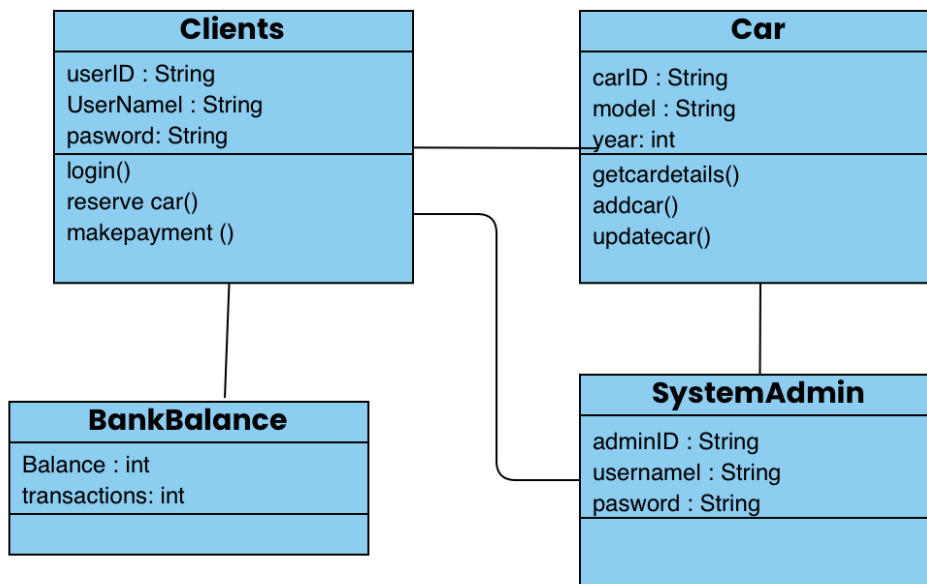 Clients
userID : String
UserNamel : String
pasword: String
login()
reserve car()
makepayment ()
Car
carID : String
model : String
year: int
getcardetails()
addcar()
updatecar()
BankBalance
Balance : int
transactions: int
SystemAdmin
adminID : String
usernamel : String
pasword : String